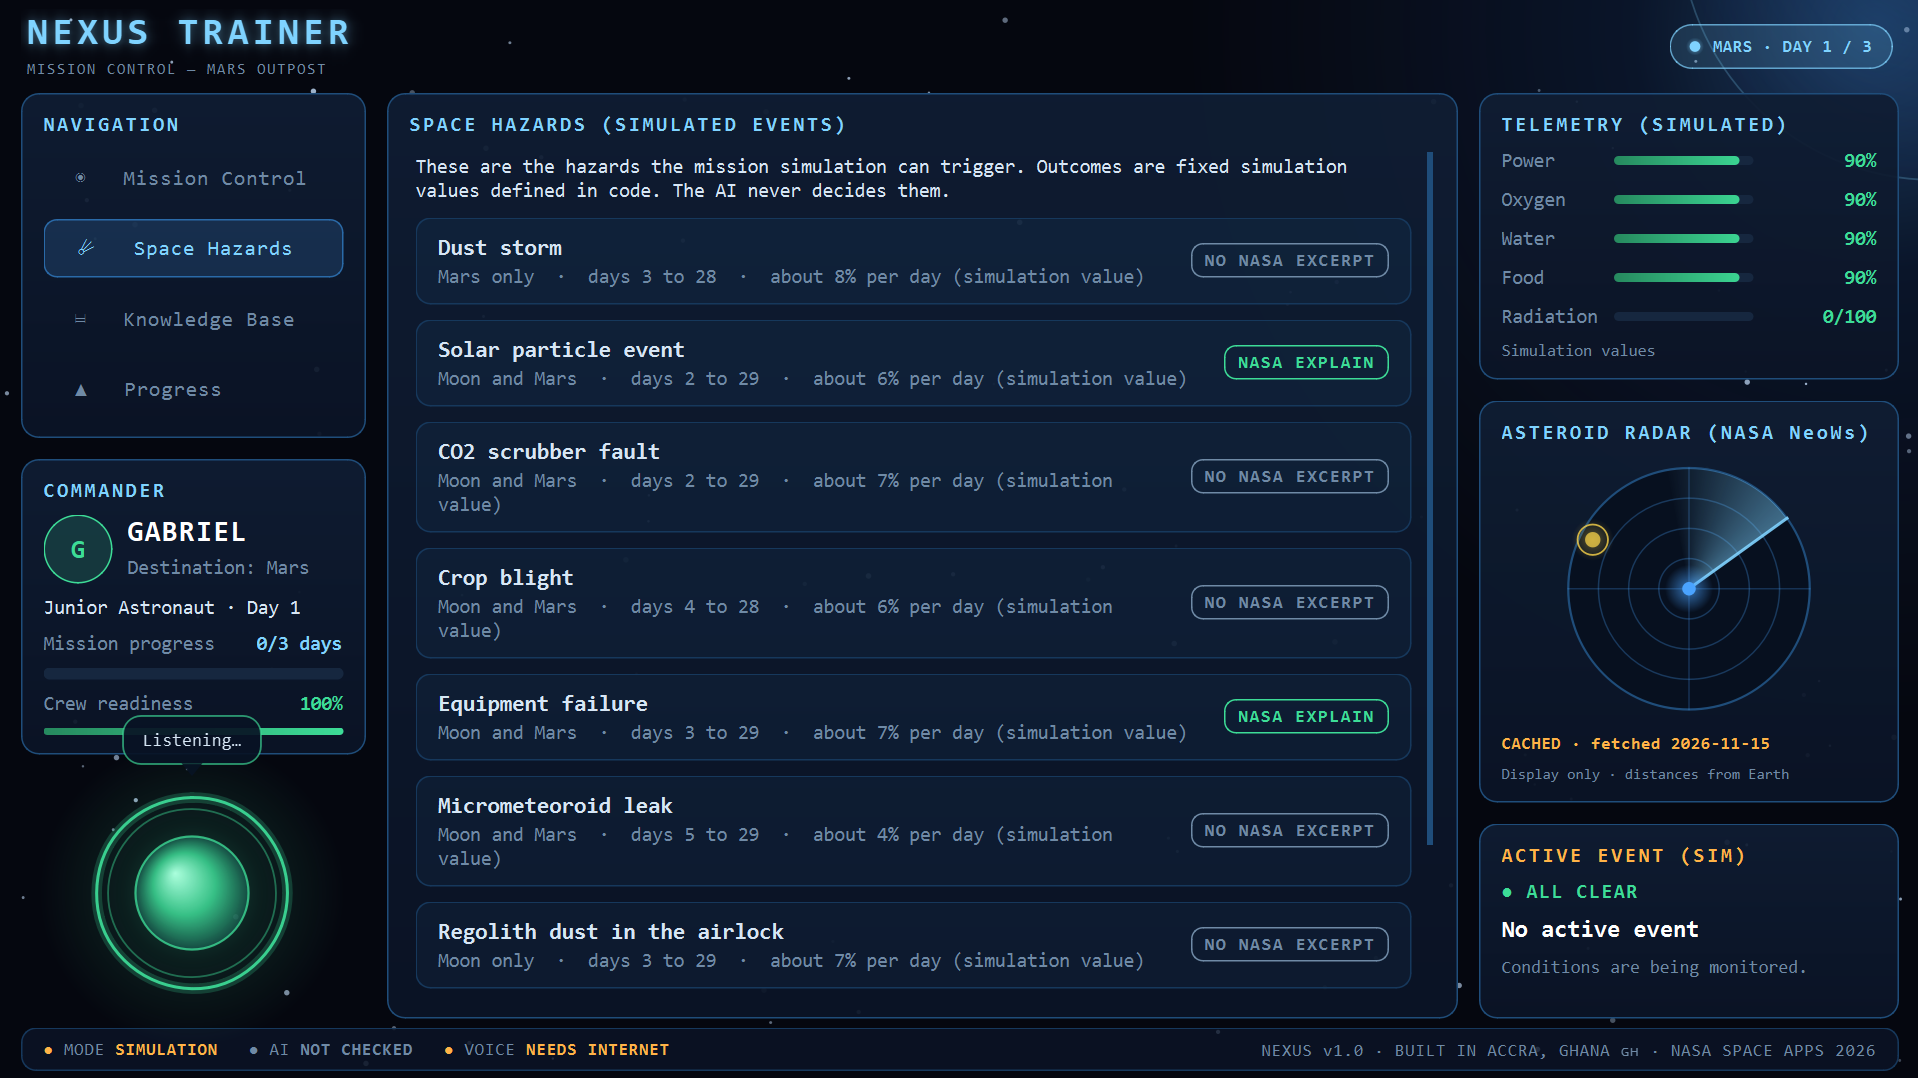 NEXUS TRAINER
MISSION CONTROL — MARS OUTPOST
MARS · DAY 1 / 3
NAVIGATION
Mission Control
Space Hazards
Knowledge Base
Progress
COMMANDER
G
GABRIEL
Destination: Mars
Junior Astronaut · Day 1
Mission progress 0/3 days
Crew readiness 100%
Listening…
SPACE HAZARDS (SIMULATED EVENTS)
These are the hazards the mission simulation can trigger. Outcomes are fixed simulation
values defined in code. The AI never decides them.
Dust storm
Mars only · days 3 to 28 · about 8% per day (simulation value)
NO NASA EXCERPT
Solar particle event
Moon and Mars · days 2 to 29 · about 6% per day (simulation value)
NASA EXPLAIN
CO2 scrubber fault
Moon and Mars · days 2 to 29 · about 7% per day (simulation
value)
NO NASA EXCERPT
Crop blight
Moon and Mars · days 4 to 28 · about 6% per day (simulation
value)
NO NASA EXCERPT
Equipment failure
Moon and Mars · days 3 to 29 · about 7% per day (simulation value)
NASA EXPLAIN
Micrometeoroid leak
Moon and Mars · days 5 to 29 · about 4% per day (simulation
value)
NO NASA EXCERPT
Regolith dust in the airlock
Moon only · days 3 to 29 · about 7% per day (simulation value)
NO NASA EXCERPT
TELEMETRY (SIMULATED)
Power 90%
Oxygen 90%
Water 90%
Food 90%
Radiation 0/100
Simulation values
ASTEROID RADAR (NASA NeoWs)
CACHED · fetched 2026-11-15
Display only · distances from Earth
ACTIVE EVENT (SIM)
● ALL CLEAR
No active event
Conditions are being monitored.
● MODE SIMULATION ● AI NOT CHECKED ● VOICE NEEDS INTERNET
NEXUS v1.0 · BUILT IN ACCRA, GHANA GH · NASA SPACE APPS 2026